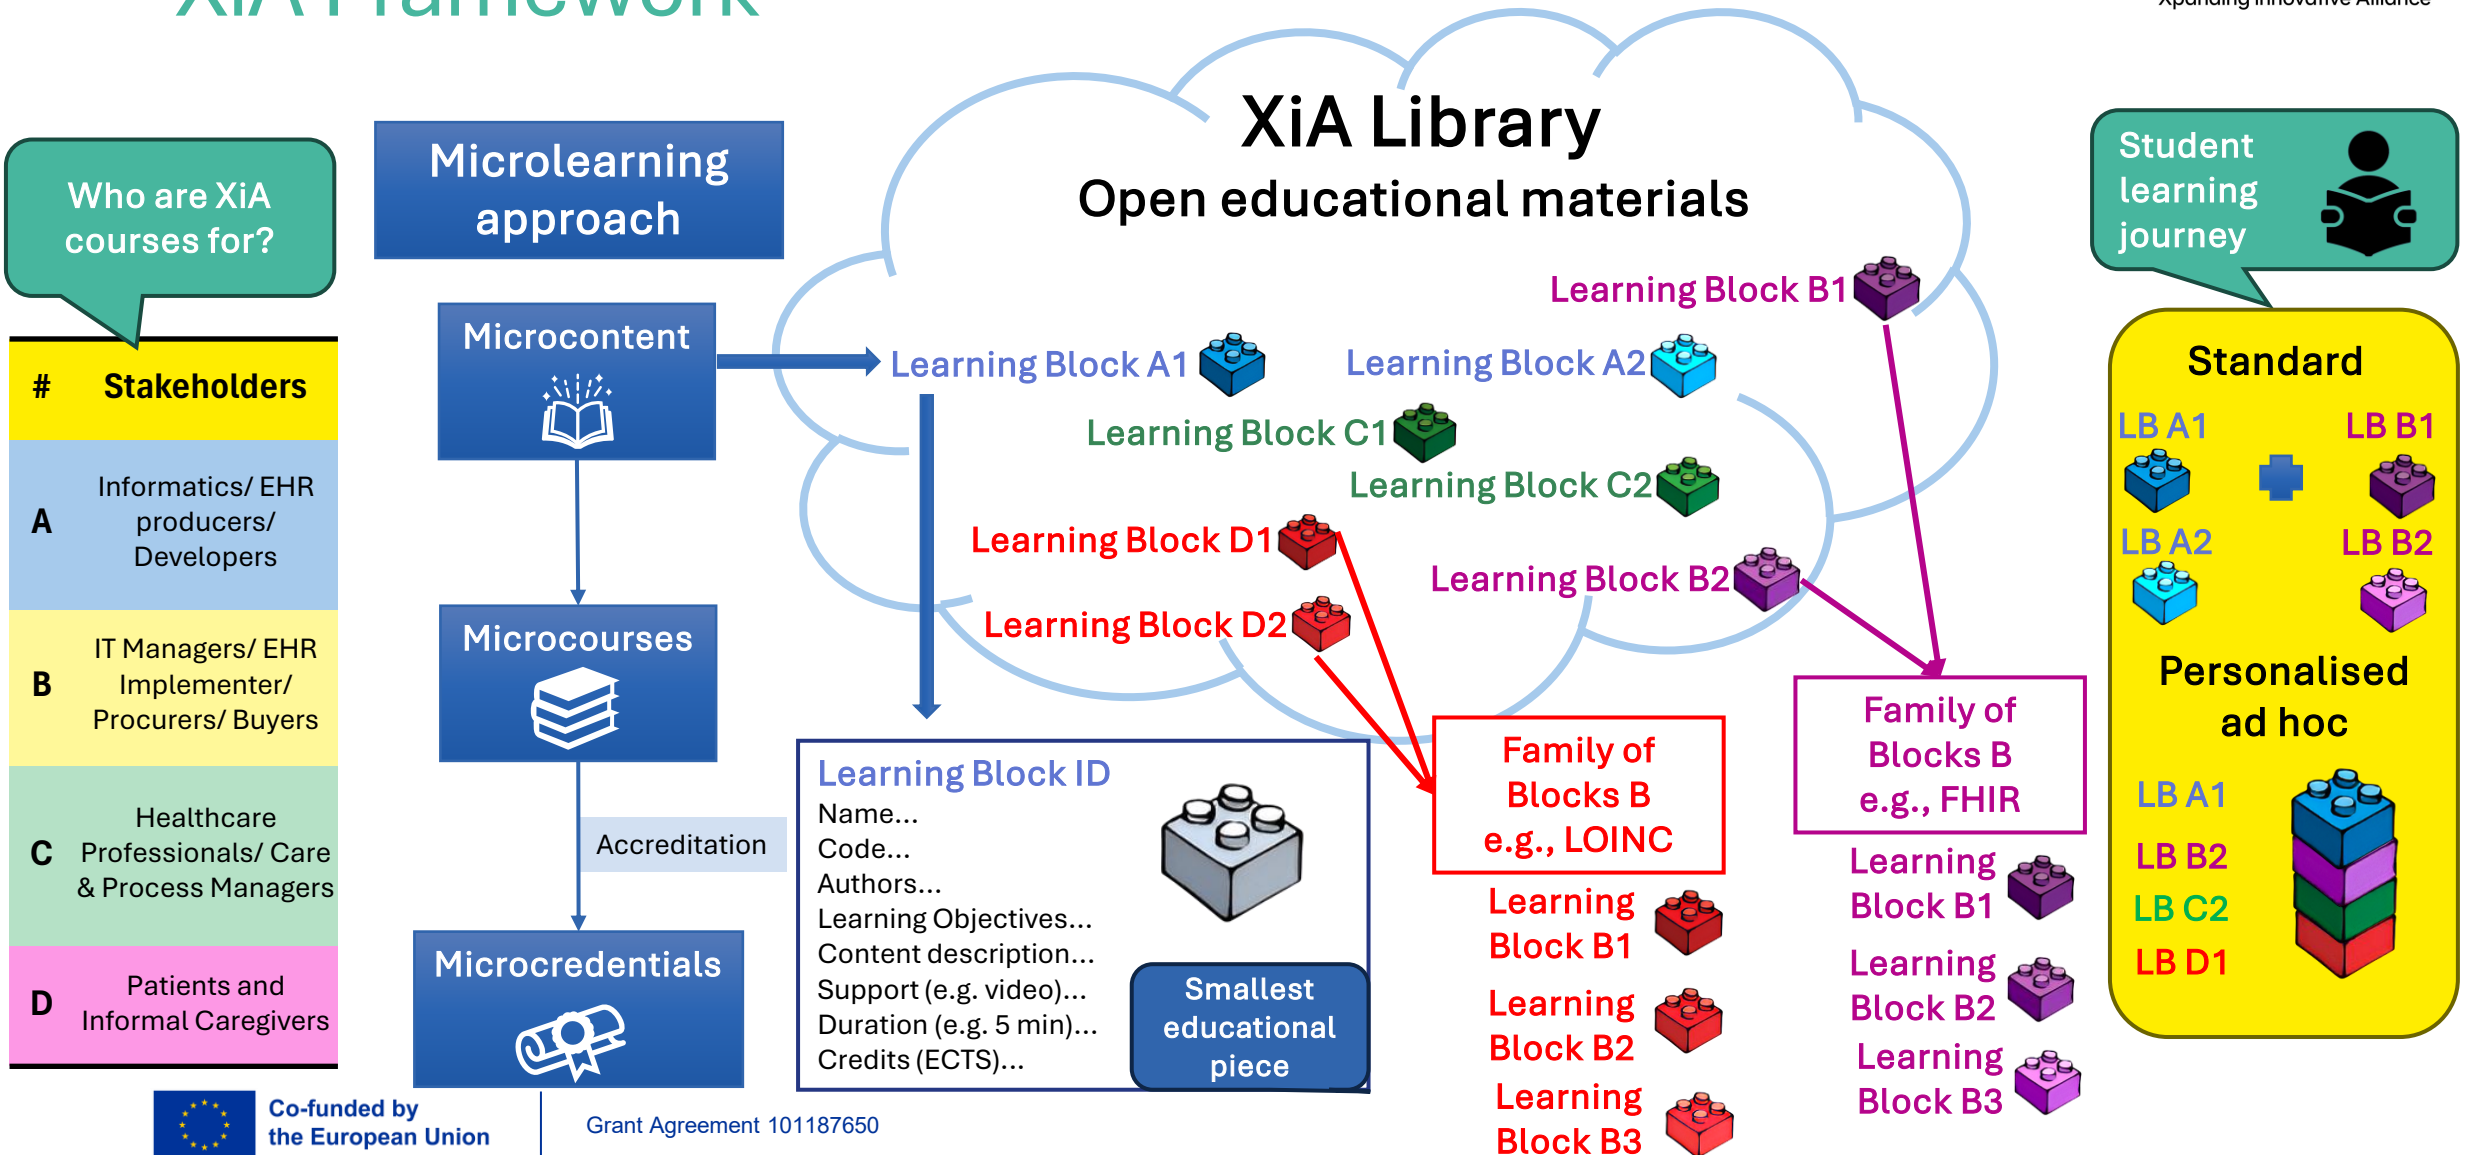 XiA Framework
Xpanding Innovative Alliance
Who are XiA
courses for?
# Stakeholders
A
Informatics/ EHR
producers/
Developers
B
IT Managers/ EHR
Implementer/
Procurers/ Buyers
C
Healthcare
Professionals/ Care
& Process Managers
D
Patients and
Informal Caregivers
Microlearning
approach
Microcontent
Microcourses
Accreditation
Microcredentials
XiA Library
Open educational materials
Learning Block B1
Learning Block A1
Learning Block A2
Learning Block C1
Learning Block C2
Learning Block D1
Learning Block B2
Learning Block D2
Learning Block ID
Name...
Code...
Authors...
Learning Objectives...
Content description...
Support (e.g. video)...
Duration (e.g. 5 min)...
Credits (ECTS)...
Smallest
educational
piece
Family of
Blocks B
e.g., LOINC
Learning
Block B1
Learning
Block B2
Learning
Block B3
Family of
Blocks B
e.g., FHIR
Learning
Block B1
Learning
Block B2
Learning
Block B3
Student
learning
journey
Standard
LB A1
LB B1
LB A2
LB B2
Personalised
ad hoc
LB A1
LB B2
LB C2
LB D1
Co-funded by
the European Union
Grant Agreement 101187650